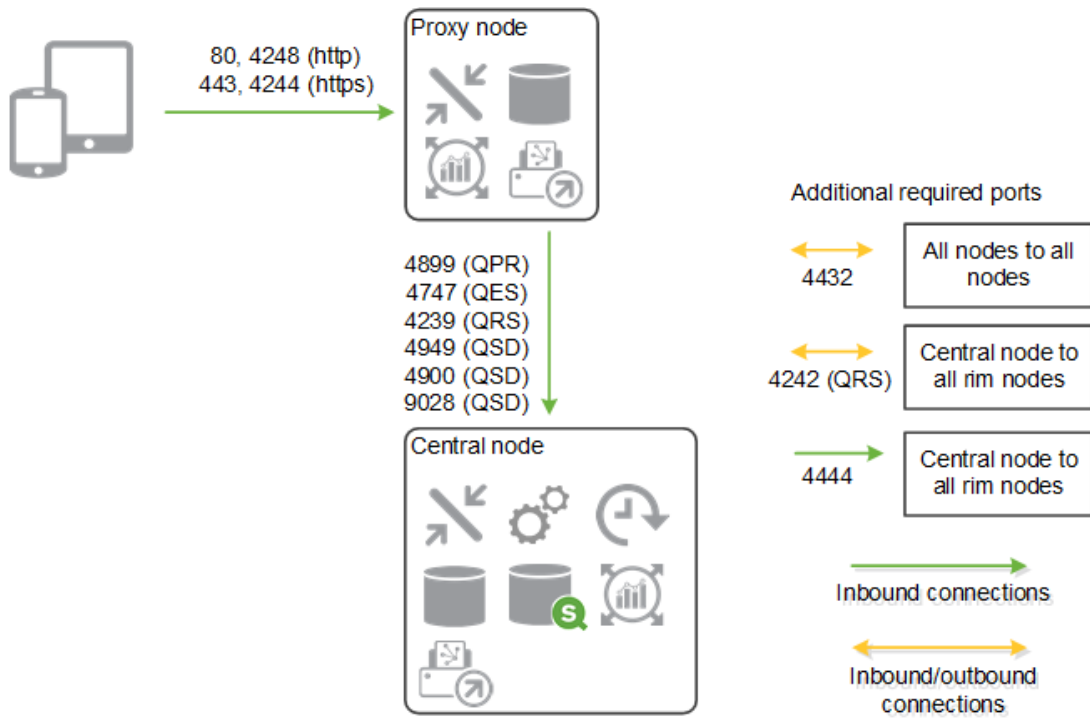 Proxy node
80, 4248 (http)
443, 4244 (https)
4899 (QPR)
4747 (QES)
4239 (QRS)
4949 (QSD)
4900 (QSD)
9028 (QSD)
Central node
S
Additional required ports
4432
All nodes to all
nodes
4242 (QRS)
Central node to
all rim nodes
4444
Central node to
all rim nodes
Inbound connections
Inbound/outbound
connections